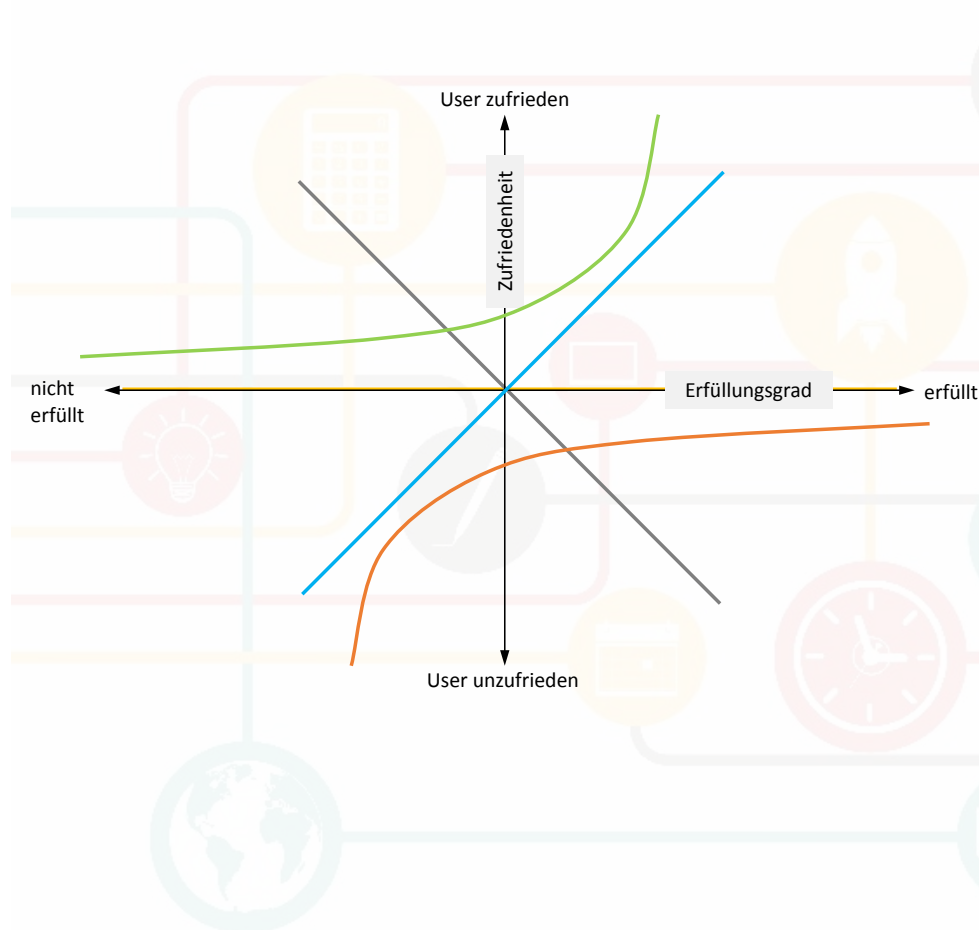 User zufrieden
Zufriedenheit
nicht
erfüllt
Erfüllungsgrad
erfüllt
User unzufrieden